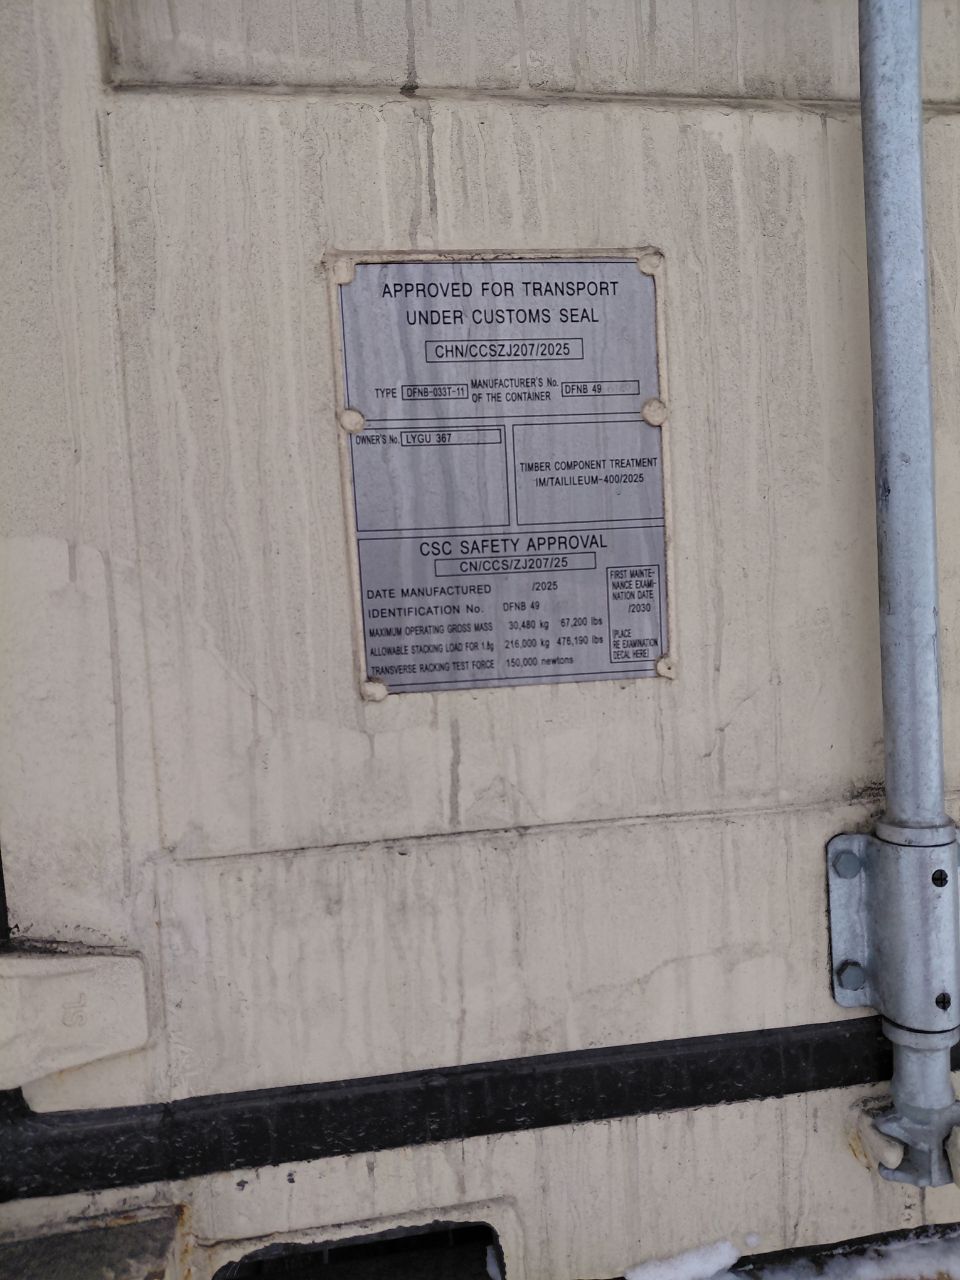 APPROVED FOR TRANSPORT
UNDER CUSTOMS SEAL
CHN/CCSZJ207/2025
TYPE DFNB-033T-11 MANUFACTURER'S No. OF THE CONTAINER DFNB 49
OWNER'S No. LYGU 367
TIMBER COMPONENT TREATMENT
IM/TAILILEUM-400/2025
CSC SAFETY APPROVAL
CN/CCS/ZJ207/25
DATE MANUFACTURED /2025
IDENTIFICATION No. DFNB 49
MAXIMUM OPERATING GROSS MASS 30,480 kg 67,200 lbs
ALLOWABLE STACKING LOAD FOR 1.8g 216,000 kg 476,190 lbs
TRANSVERSE RACKING TEST FORCE 150,000 newtons
FIRST MAINTE-
NANCE EXAMI-
NATION DATE
/2030
(PLACE
RE EXAMINATION
DECAL HERE)